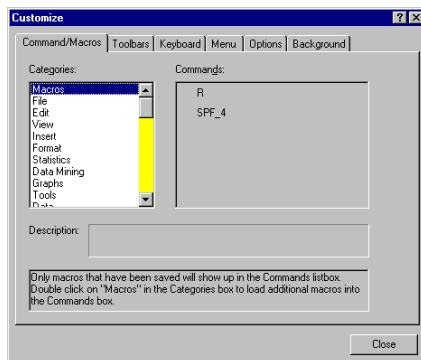 Customize
Command/Macros Toolbars Keyboard Menu Options Background
Categories: Commands:
Macros
File
Edit
View
Insert
Format
Statistics
Data Mining
Graphs
Tools
Data
R
SPF_4
Description:
Only macros that have been saved will show up in the Commands listbox.
Double click on "Macros" in the Categories box to load additional macros into
the Commands box.
Close